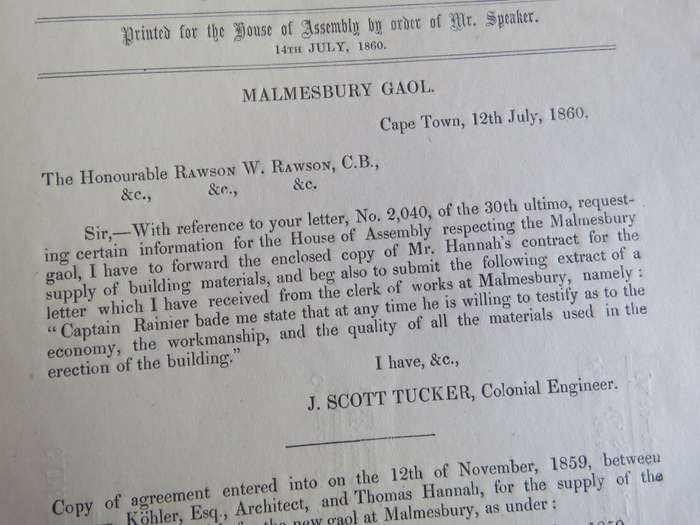 Printed for the House of Assembly by order of Mr. Speaker.
14TH JULY, 1860.
MALMESBURY GAOL.
Cape Town, 12th July, 1860.
The Honourable RAWSON W. RAWSON, C.B.,
&c., &c., &c.
Sir,—With reference to your letter, No. 2,040, of the 30th ultimo, request-
ing certain information for the House of Assembly respecting the Malmesbury
gaol, I have to forward the enclosed copy of Mr. Hannah's contract for the
supply of building materials, and beg also to submit the following extract of a
letter which I have received from the clerk of works at Malmesbury, namely :
“Captain Rainier bade me state that at any time he is willing to testify as to the
economy, the workmanship, and the quality of all the materials used in the
erection of the building.”
I have, &c.,
J. SCOTT TUCKER, Colonial Engineer.
Copy of agreement entered into on the 12th of November, 1859, between
Köhler, Esq., Architect, and Thomas Hannah, for the supply of the
new gaol at Malmesbury, as under :